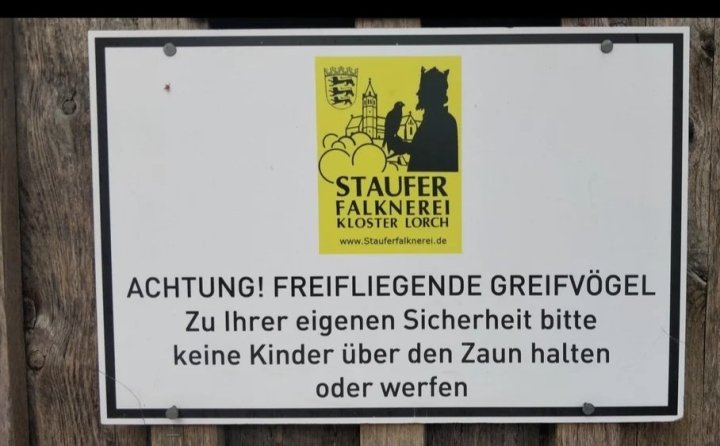 STAUFER
FALKNEREI
KLOSTER LORCH
www.Stauferfalknerei.de
ACHTUNG! FREIFLIEGENDE GREIFVÖGEL
Zu Ihrer eigenen Sicherheit bitte
keine Kinder über den Zaun halten
oder werfen